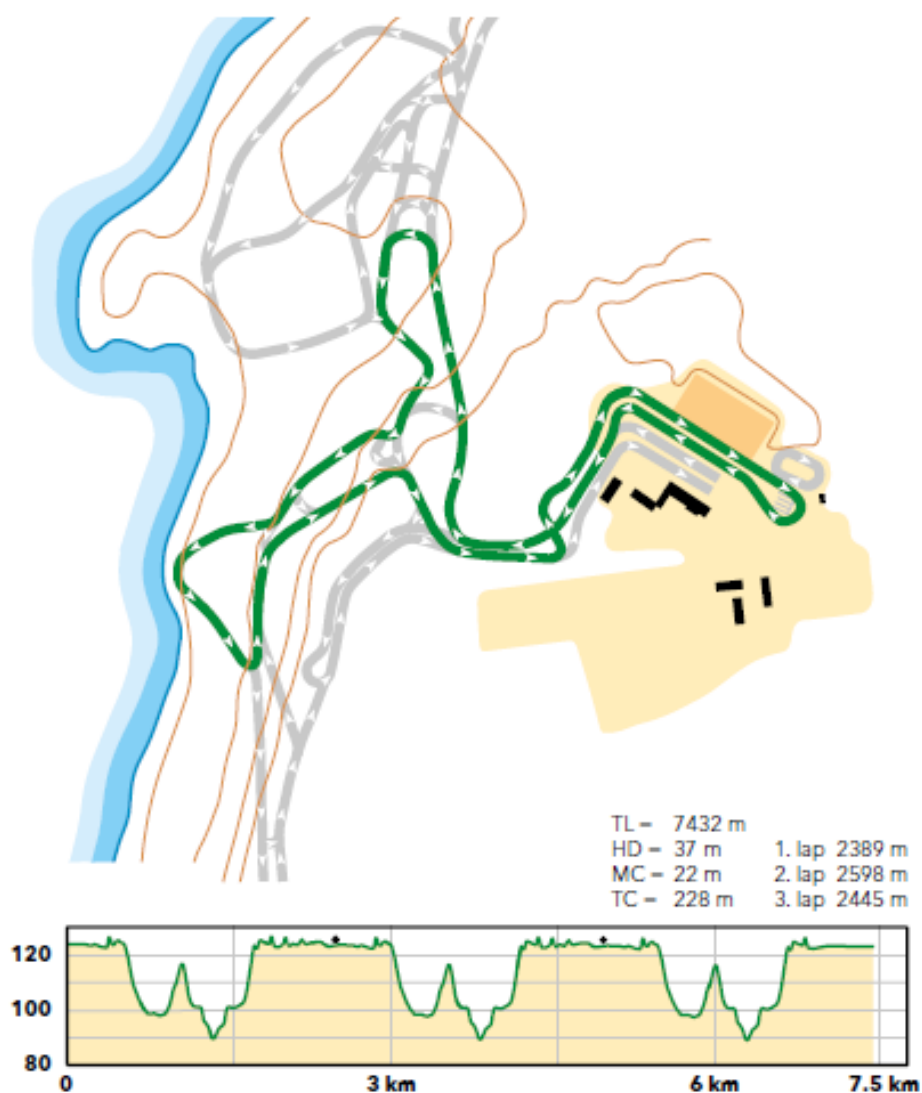 TL – 7432 m
HD – 37 m 1. lap 2389 m
MC – 22 m 2. lap 2598 m
TC – 228 m 3. lap 2445 m
120
100
80
0 3 km 6 km 7.5 km